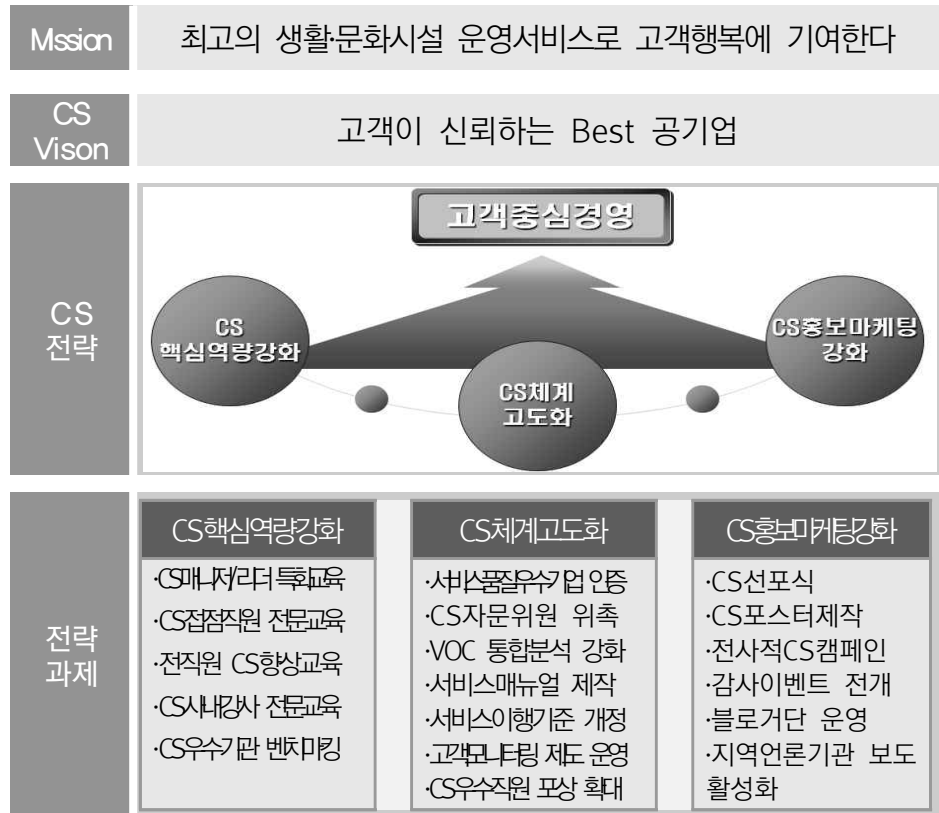 Mission
최고의 생활·문화시설 운영서비스로 고객행복에 기여한다
CS
Vison
고객이 신뢰하는 Best 공기업
CS
전략
고객중심경영
CS
핵심역량강화
CS체계
고도화
CS홍보마케팅
강화
전략
과제
CS핵심역량강화
·CS매니저/리더 특화교육
·CS접점직원 전문교육
·전직원 CS향상교육
·CS사내강사 전문교육
·CS우수기관 벤치마킹
CS체계고도화
·서비스품질우수기업 인증
·CS자문위원 위촉
·VOC 통합분석 강화
·서비스매뉴얼 제작
·서비스이행기준 개정
·고객모니터링 제도 운영
·CS우수직원 포상 확대
CS홍보마케팅강화
·CS선포식
·CS포스터제작
·전사적CS캠페인
·감사이벤트 전개
·블로거단 운영
·지역언론기관 보도
활성화